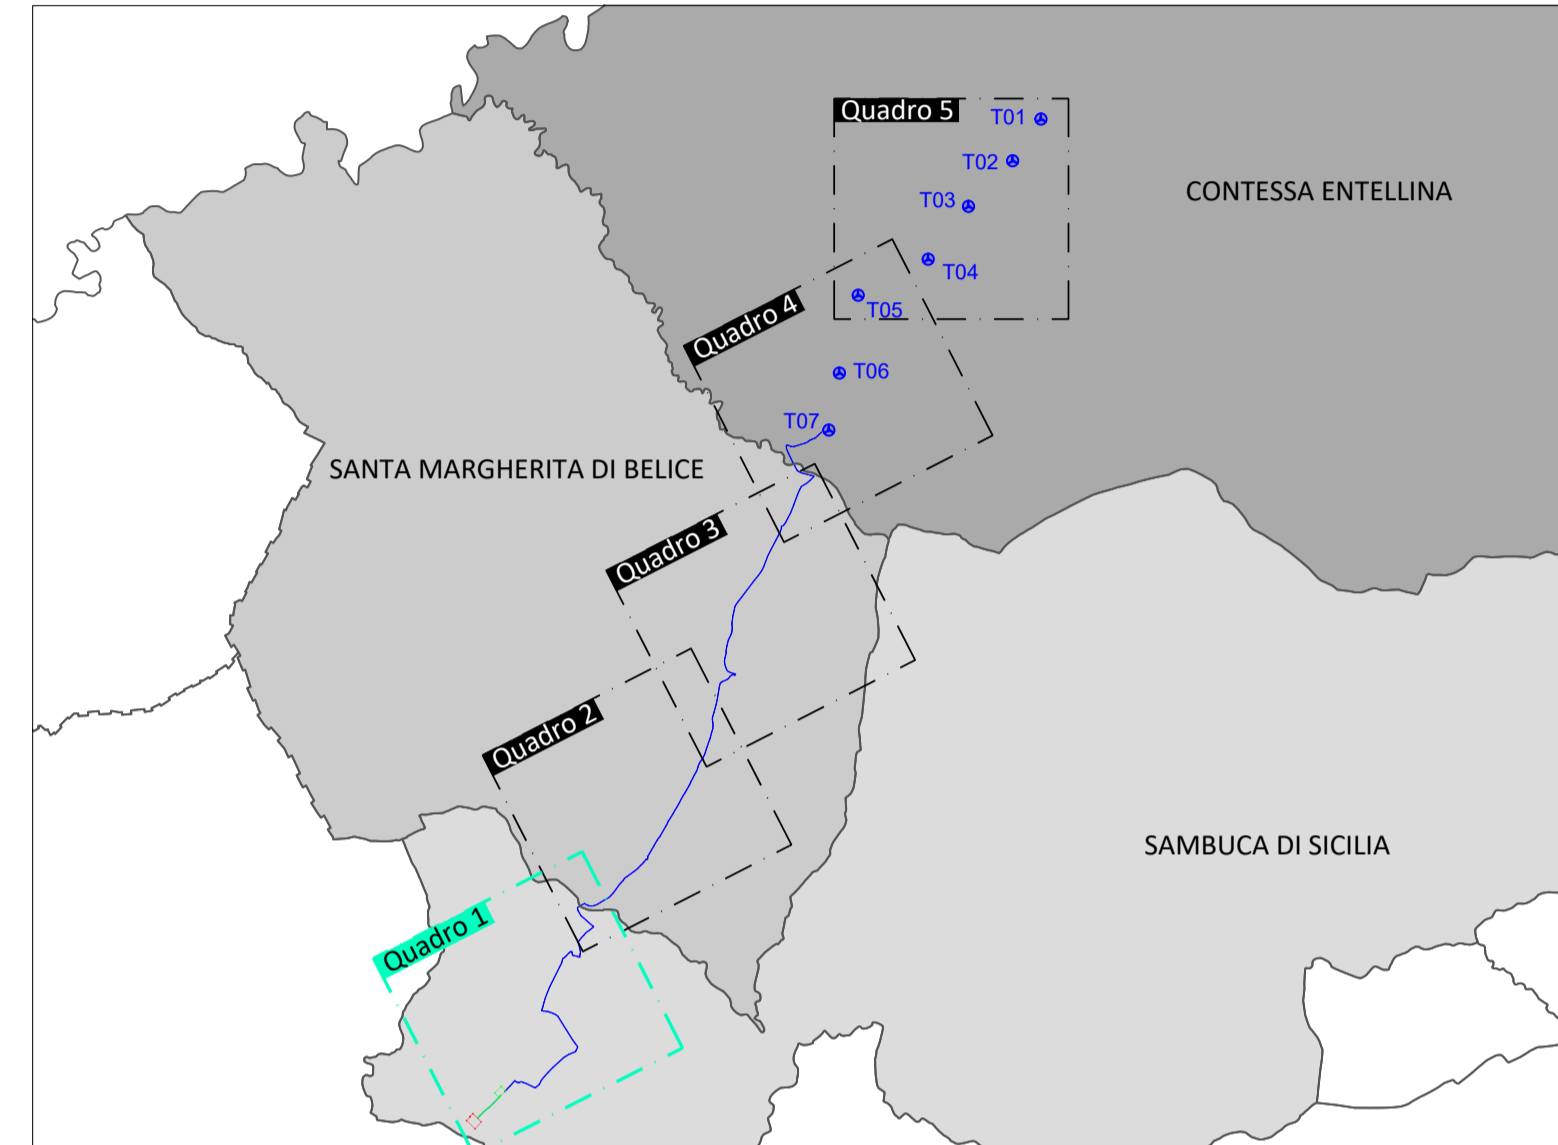 Quadro 5
T01
T02
CONTESSA ENTELLINA
T03
T04
T05
Quadro 4
T06
T07
SANTA MARGHERITA DI BELICE
Quadro 3
Quadro 2
SAMBUCA DI SICILIA
Quadro 1